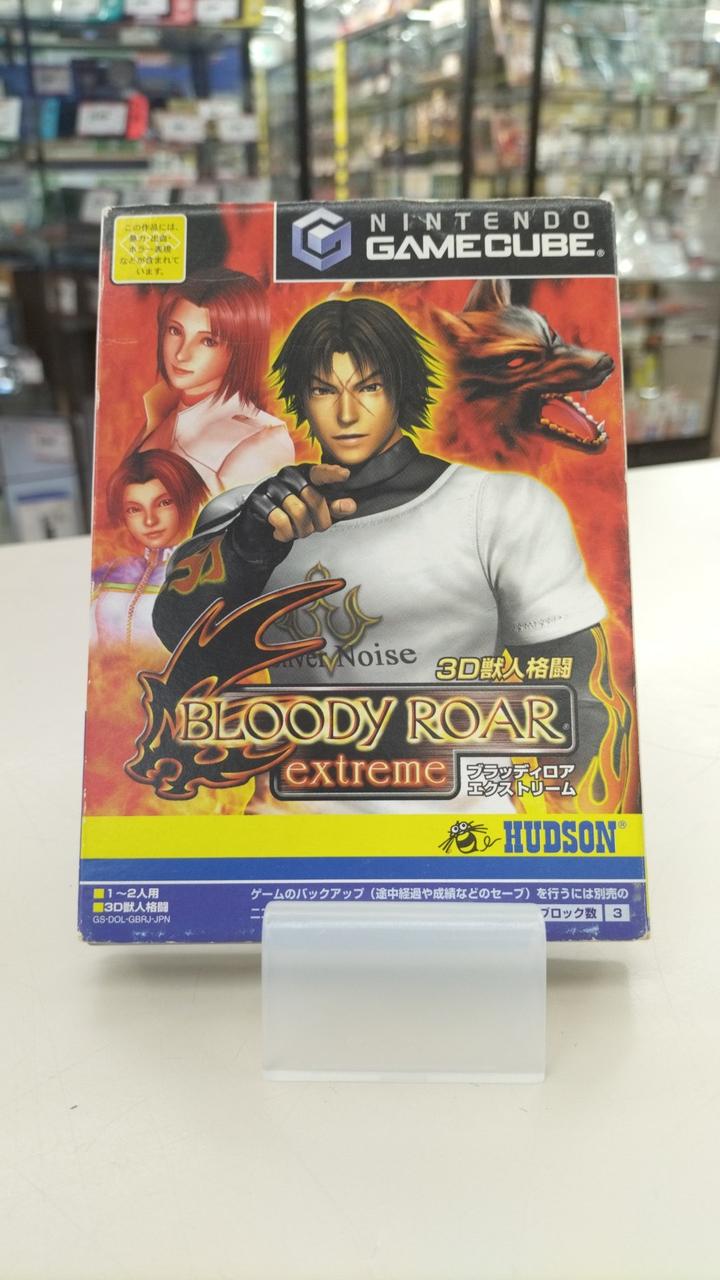 この作品には、
暴力・出血・
ホラー表現
などが含まれて
います。
NINTENDO
GAMECUBE®
Noise
3D獣人格闘
BLOODY ROAR®
extreme
ブラッディロア
エクストリーム
HUDSON®
■1〜2人用
■3D獣人格闘
GS-DOL-GBRJ-JPN
ゲームのバックアップ（途中経過や成績などのセーブ）を行うには別売の
ブロック数 3